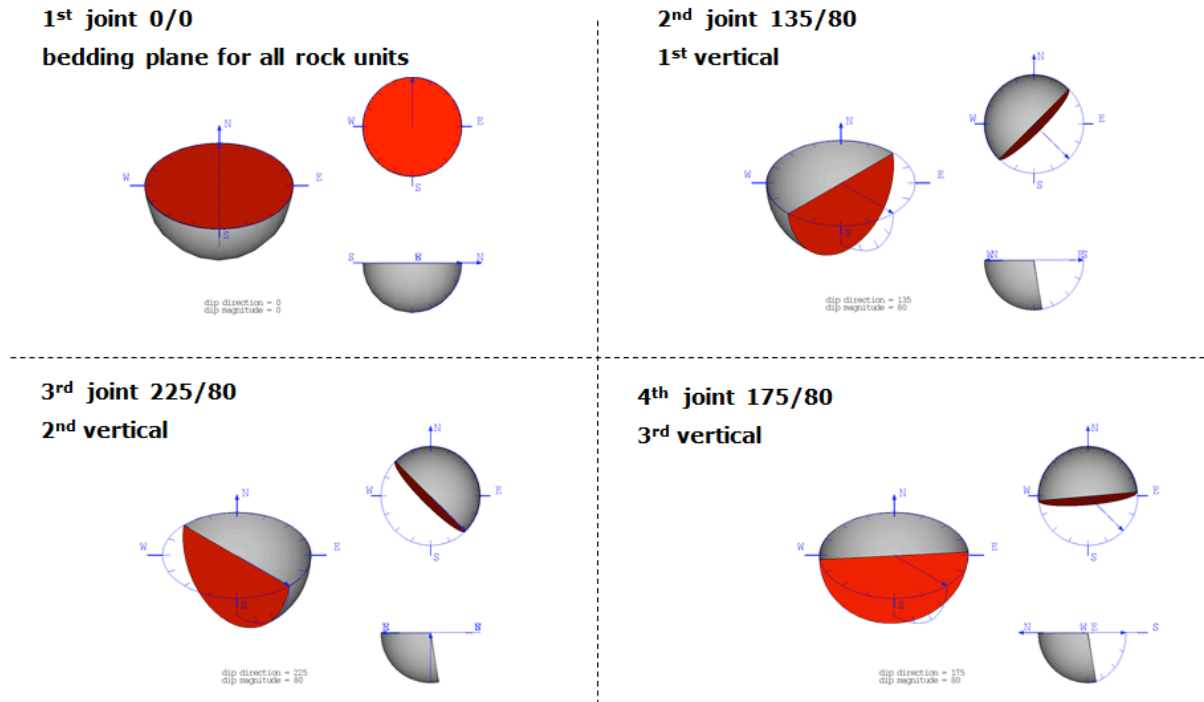 1st joint 0/0
bedding plane for all rock units
N
W
E
S
N
W
E
S
S
N
dip direction = 0
dip magnitude = 0
2nd joint 135/80
1st vertical
N
W
E
S
N
W
E
S
dip direction = 135
dip magnitude = 80
3rd joint 225/80
2nd vertical
N
W
E
S
N
W
E
S
dip direction = 225
dip magnitude = 80
4th joint 175/80
3rd vertical
N
W
E
S
N
W
E
S
N
W E
S
dip direction = 175
dip magnitude = 80